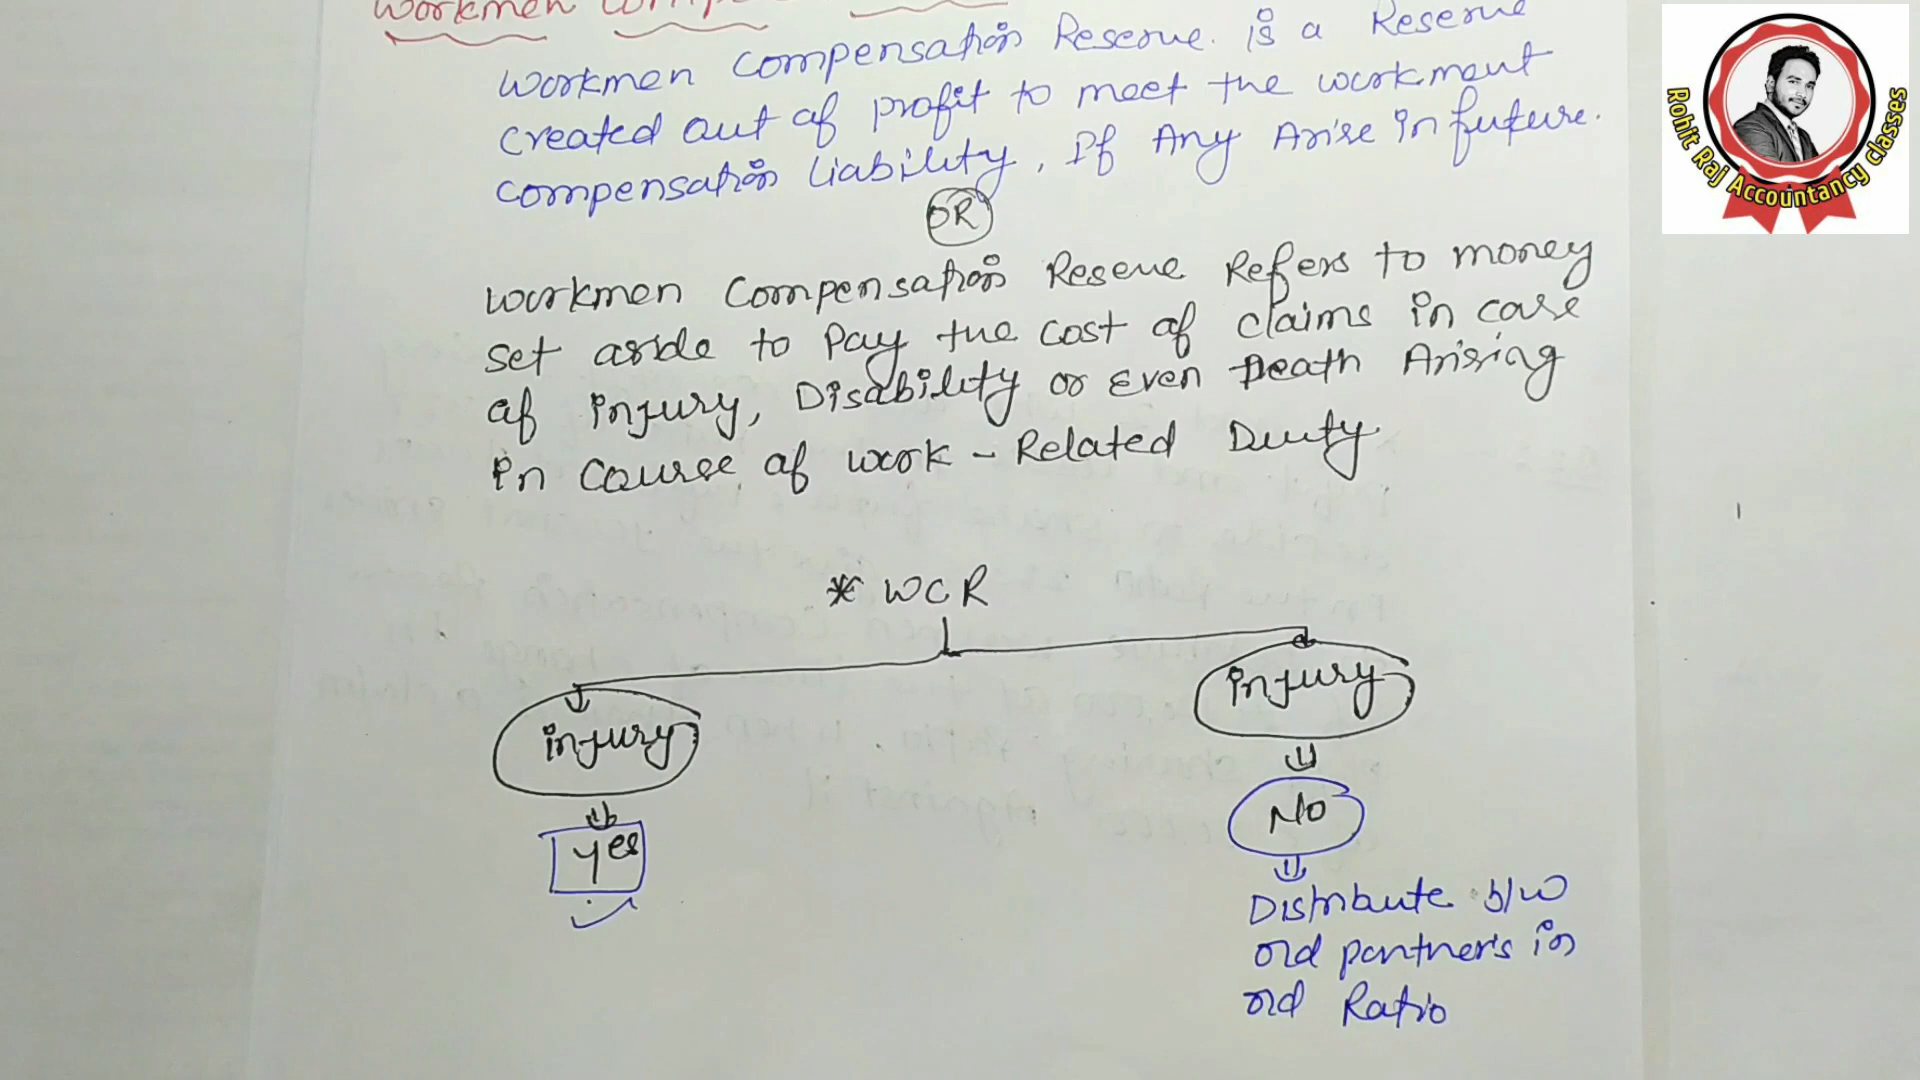 Workmen
Workmen Compensation Reserve. is a Reserve
created out of profit to meet the workment
compensation liability, If Any Arise in future.
OR
Workmen Compensation Reseve Refers to money
set aside to Pay the cost of claims in case
of injury, Disability or Even Death Arising
in Course of work - Related Duuty
* WCR
injury
injury
Yes
No
Distribute b/w
old partner's in
old Ratio
Rohit Raj Accountancy classes